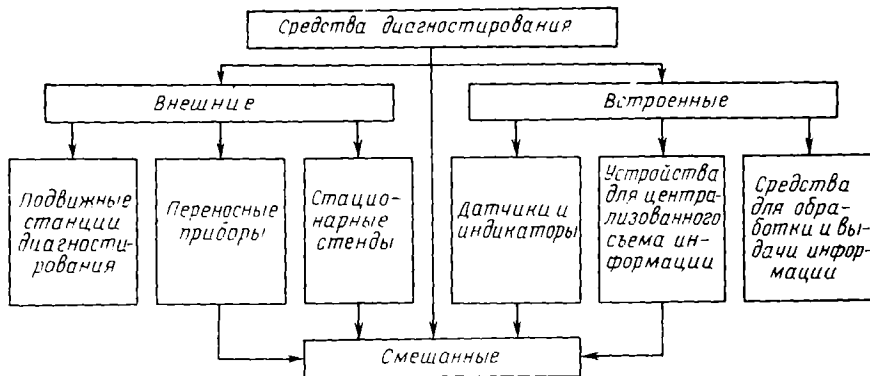 Средства диагностирования
Внешние
Встроенные
Подвижные
станции
диагности-
рования
Переносные
приборы
Стацио-
нарные
стенды
Датчики и
индикаторы
Устройства
для центра-
лизованного
съема ин-
формации
Средства
для обра-
ботки и вы-
дачи инфор-
мации
Смешанные